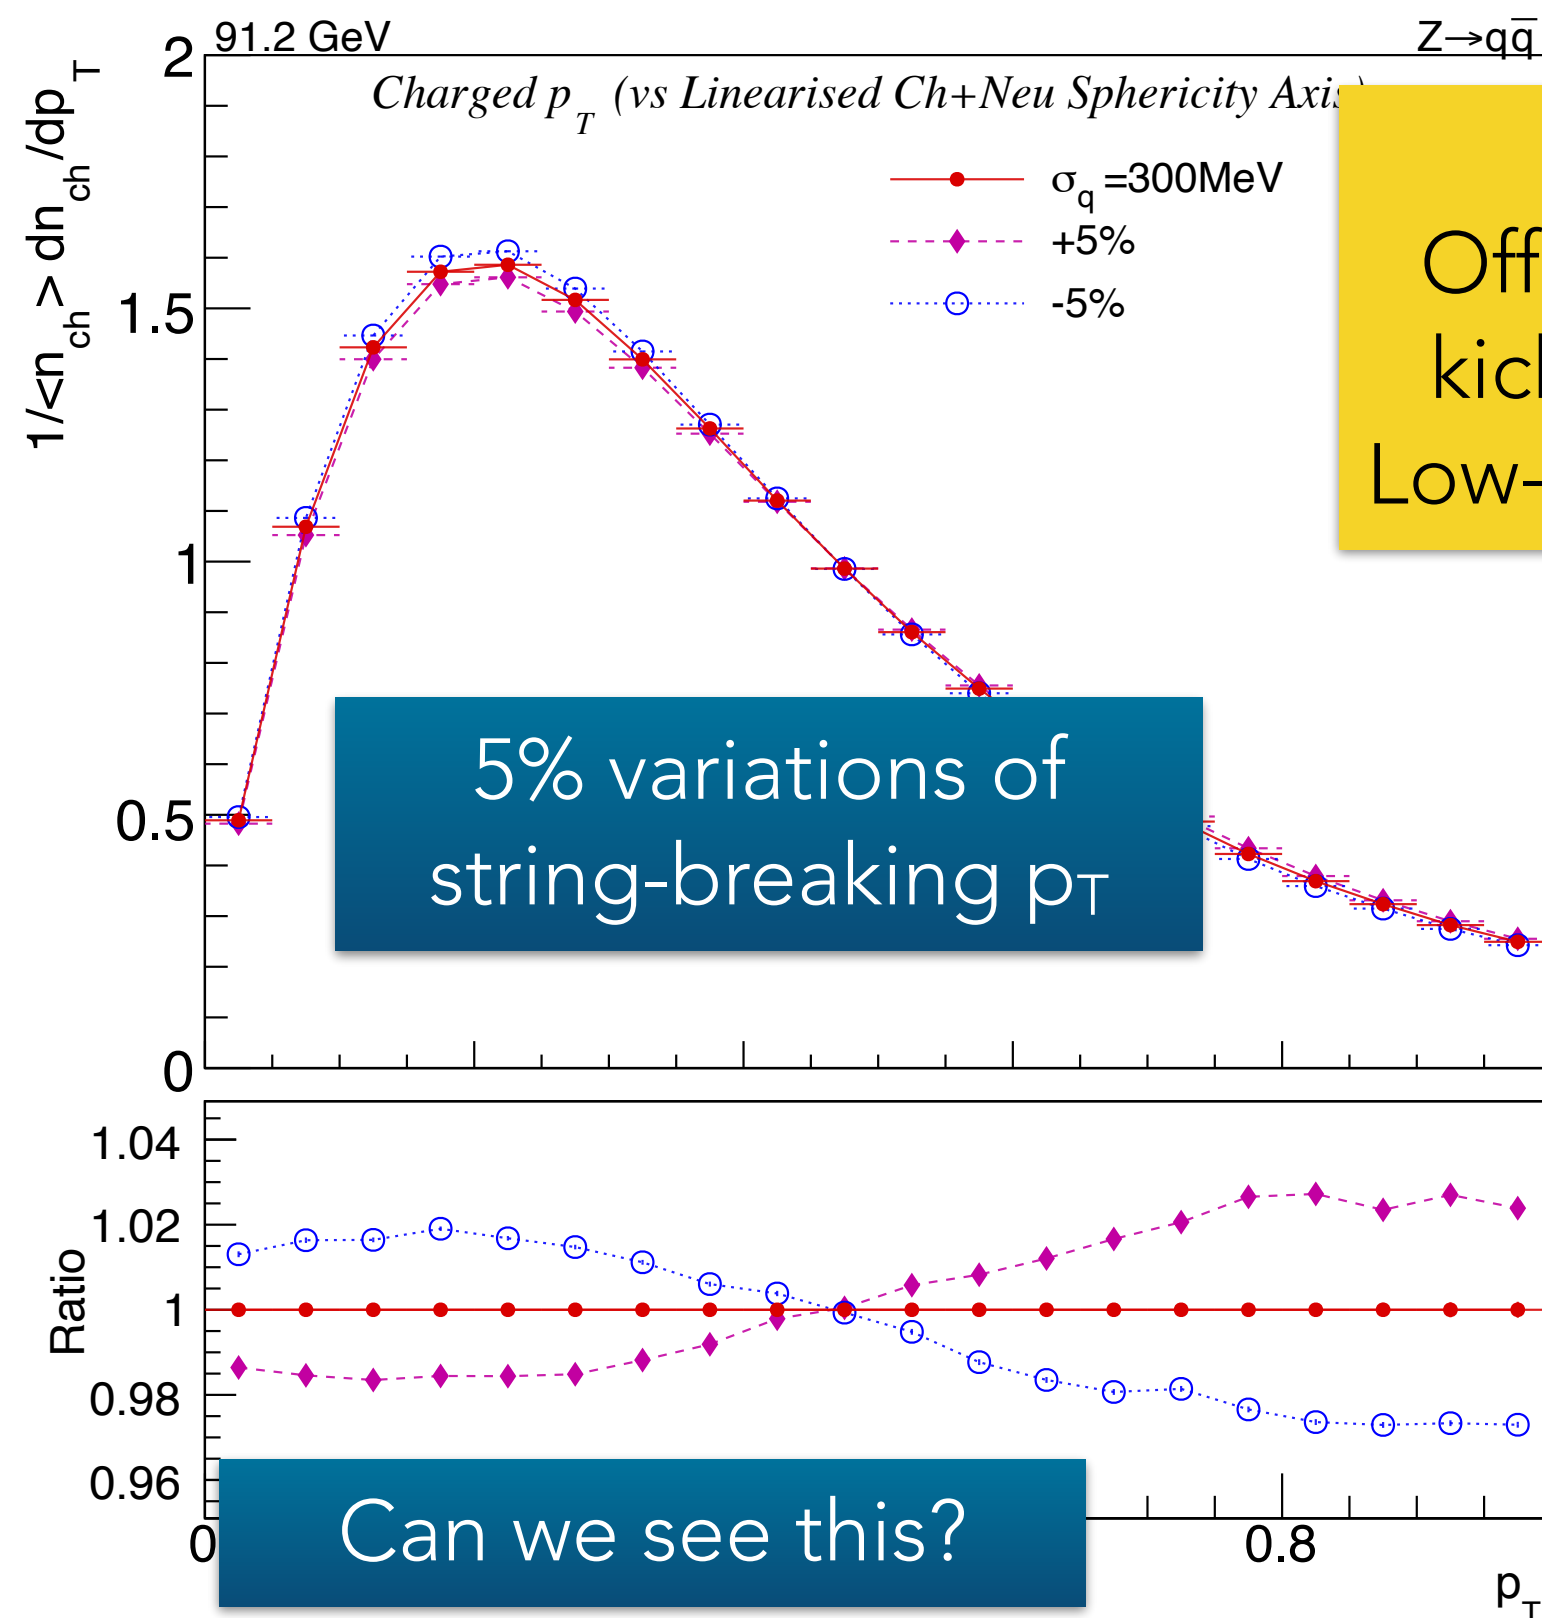 91.2 GeV
Z→qq̅
Charged p_T (vs Linearised Ch+Neu Sphericity Axis)
1/<n_ch> dn_ch/dp_T
σ_q =300MeV
+5%
-5%
2
1.5
1
0.5
0
Low-
5% variations of
string-breaking p_T
Ratio
1.04
1.02
1
0.98
0.96
0
0.8
Can we see this?
p_T